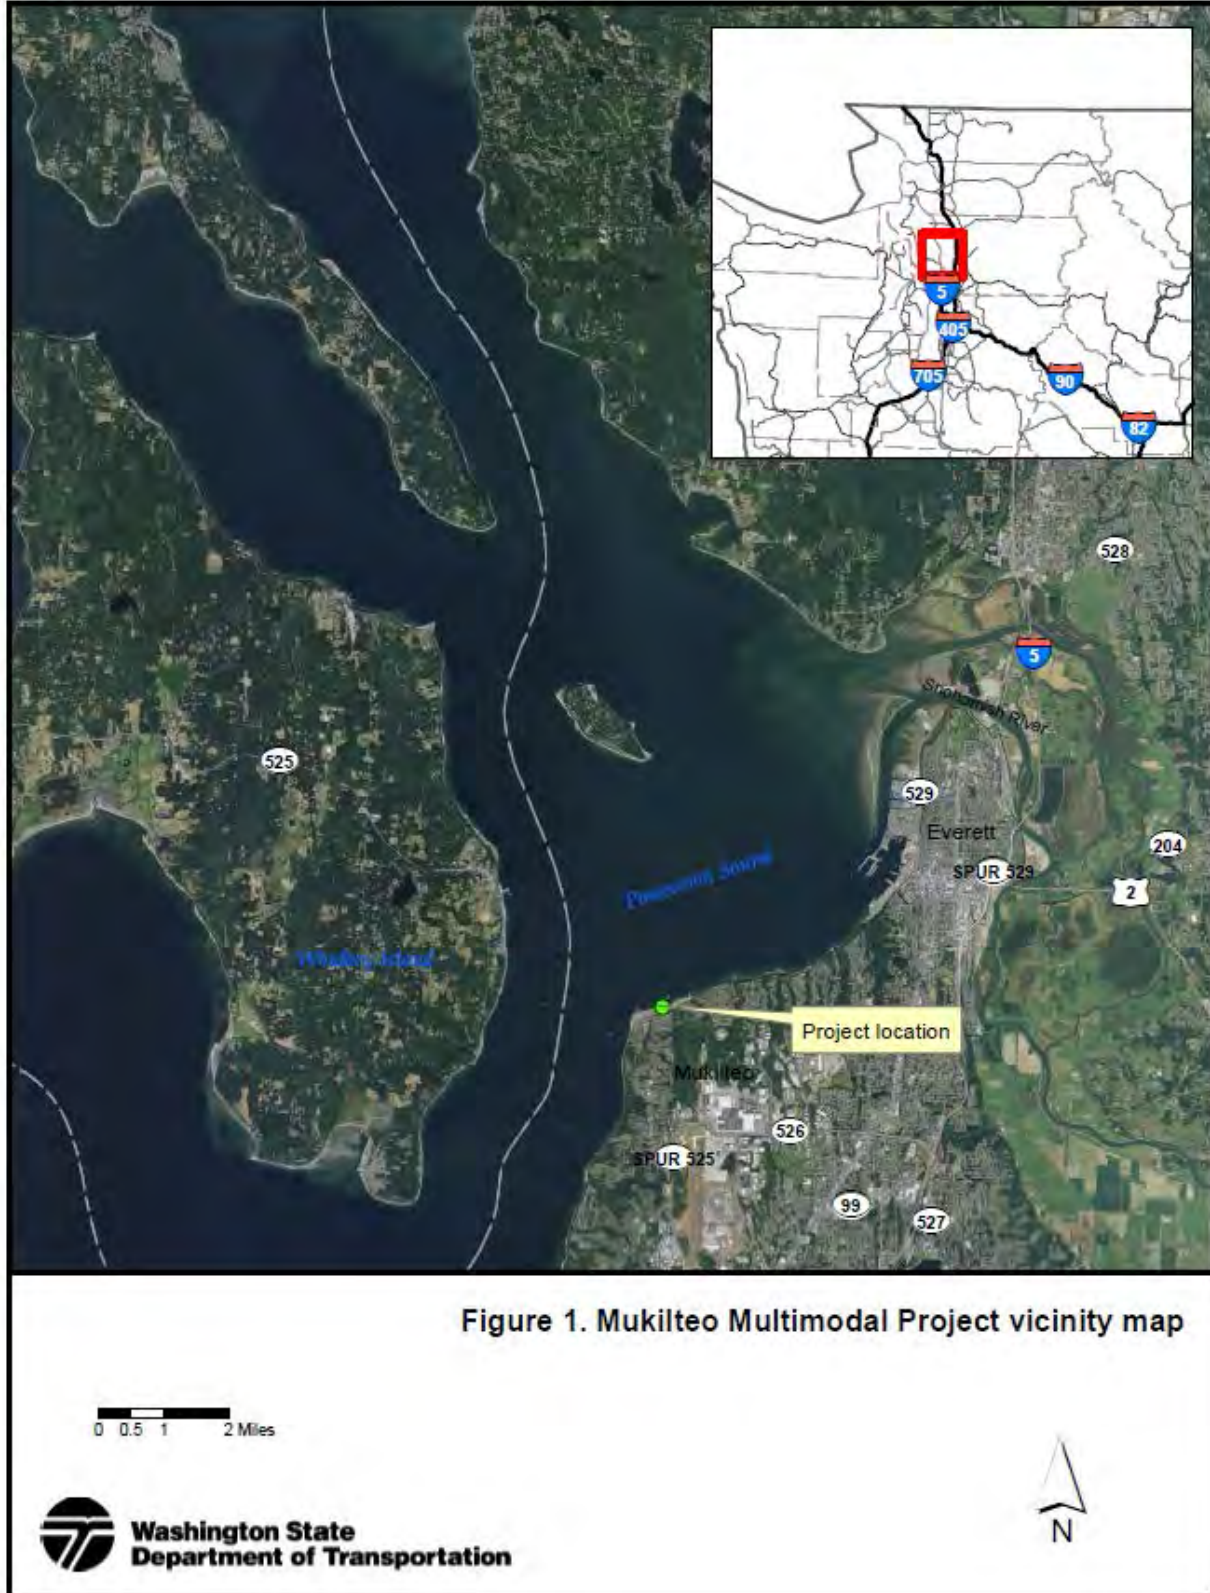 5
405
705
90
82
528
5
Snohomish River
525
529
Everett
204
SPUR 529
2
Possession Sound
Whidbey Island
Project location
Mukilteo
526
SPUR 525
99
527
Figure 1. Mukilteo Multimodal Project vicinity map
0 0.5 1 2 Miles
N
Washington State
Department of Transportation